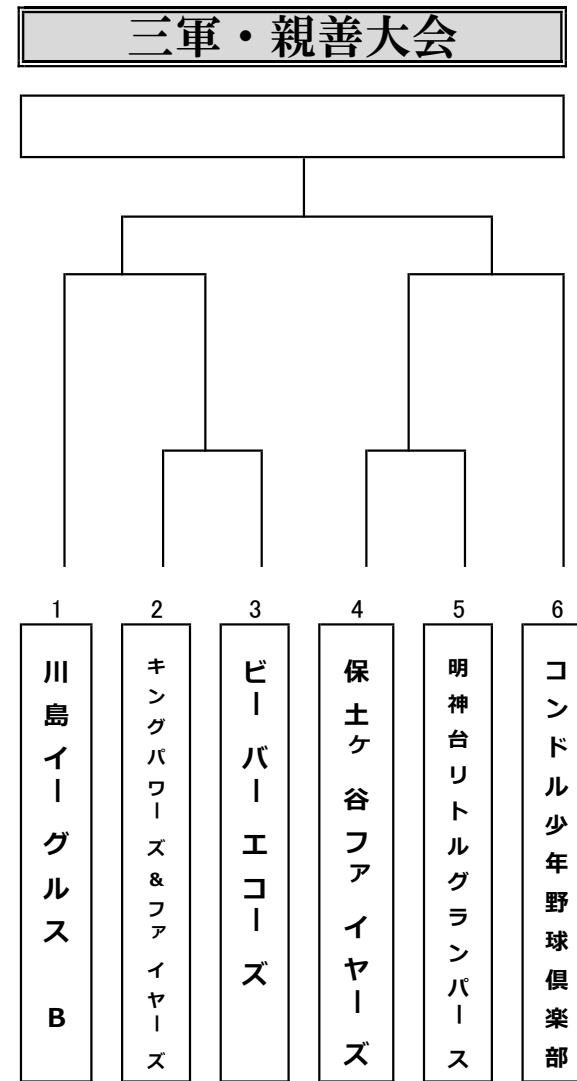 三軍・親善大会
1
2
3
4
5
6
川島イーグルス B
キングパワーズ&ファイヤーズ
ビーバーエコーズ
保土ケ谷ファイヤーズ
明神台リトルグランパース
コンドル少年野球倶楽部